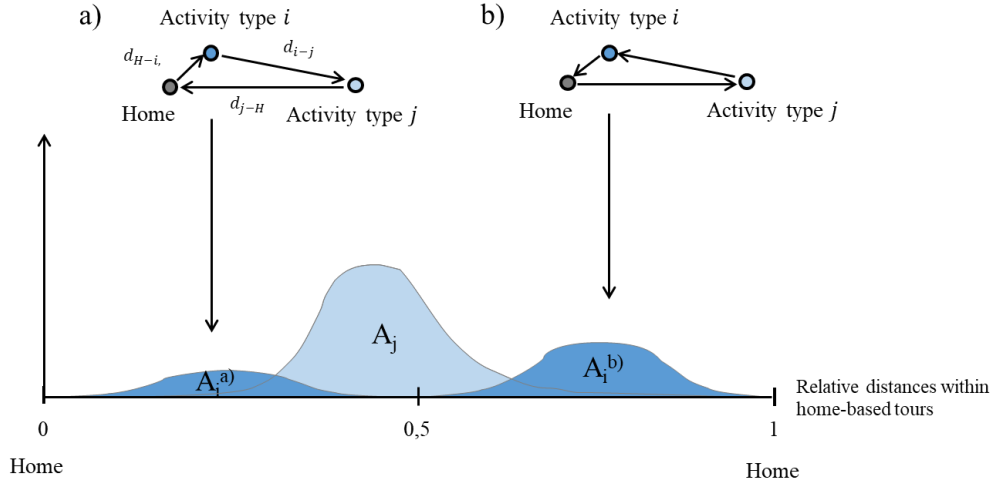 a)
Activity type i
d_{H-i,}
d_{i-j}
d_{j-H}
Home
Activity type j
b)
Activity type i
Home
Activity type j
A_i^{a)}
A_j
A_i^{b)}
Relative distances within
home-based tours
0
0,5
1
Home
Home